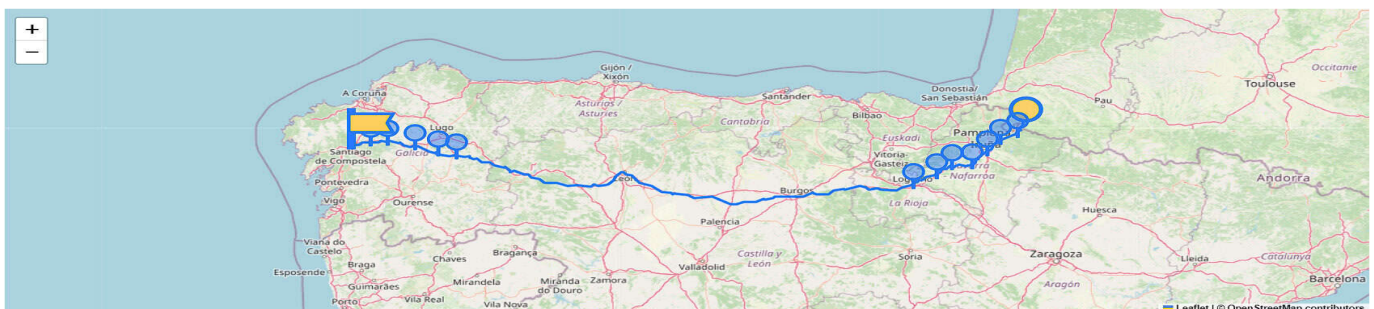 +
−
Occitanie
Gijón /
Xixón
Toulouse
Donostia/
San Sebastián
A Coruña
Santander
Pau
Asturias /
Asturies
Bilbao
Cantabria
Lugo
Euskadi
Santiago
de Compostela
Galicia
Vitoria-
Gasteiz
- Nafarroa
Andorra
Pontevedra
León
Burgos
Vigo
Ourense
La Rioja
Huesca
Palencia
Viana do
Castelo
Bragança
Chaves
Castilla y
León
Soria
Zaragoza
Lleida
Catalunya
Esposende
Braga
Valladolid
Barcelona
Guimarães
Mirandela
Miranda
do Douro
Zamora
Aragón
Porto
Vila Real
Vila Nova
Leaflet | © OpenStreetMap contributors